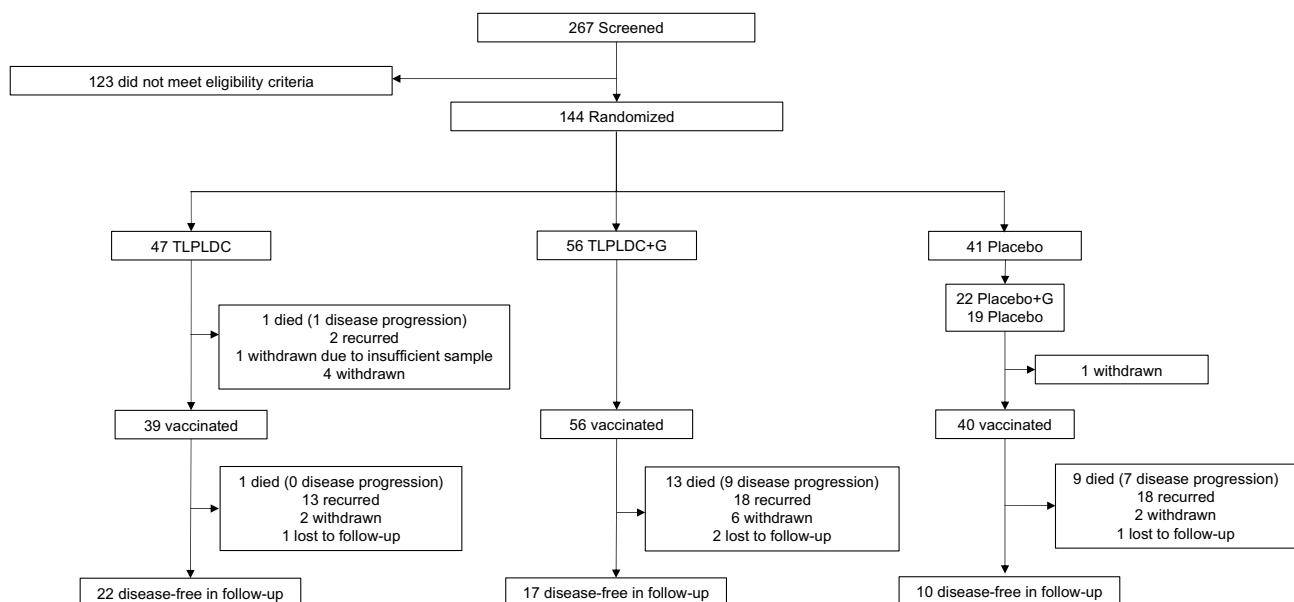 267 Screened
123 did not meet eligibility criteria
144 Randomized
47 TLPLDC
56 TLPLDC+G
41 Placebo
22 Placebo+G
19 Placebo
1 died (1 disease progression)
2 recurred
1 withdrawn due to insufficient sample
4 withdrawn
1 withdrawn
39 vaccinated
56 vaccinated
40 vaccinated
1 died (0 disease progression)
13 recurred
2 withdrawn
1 lost to follow-up
13 died (9 disease progression)
18 recurred
6 withdrawn
2 lost to follow-up
9 died (7 disease progression)
18 recurred
2 withdrawn
1 lost to follow-up
22 disease-free in follow-up
17 disease-free in follow-up
10 disease-free in follow-up